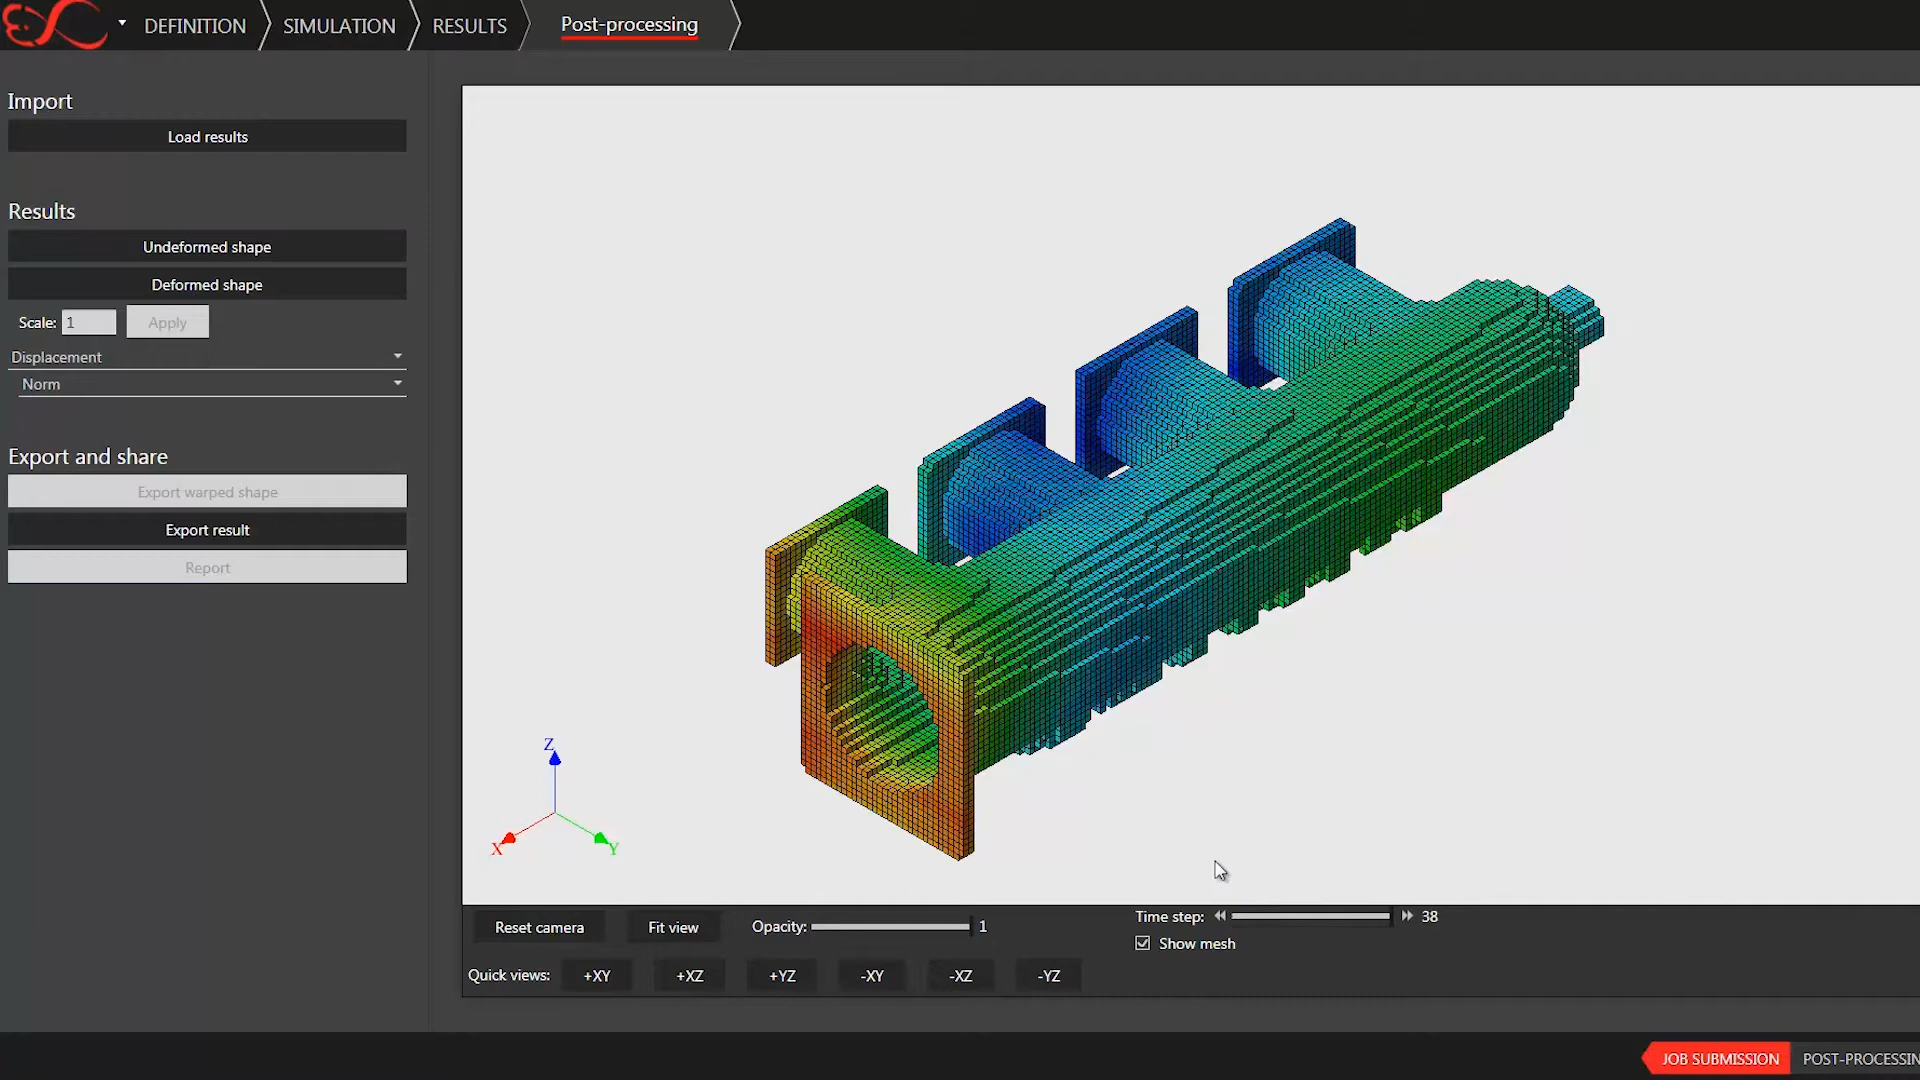 DEFINITION
SIMULATION
RESULTS
Post-processing
Import
Load results
Results
Undeformed shape
Deformed shape
Scale: 1 Apply
Displacement
Norm
Export and share
Export warped shape
Export result
Report
Z
X
Y
Reset camera
Fit view
Opacity: 1
Time step: 38
Show mesh
Quick views: +XY +XZ +YZ -XY -XZ -YZ
JOB SUBMISSION
POST-PROCESSIN